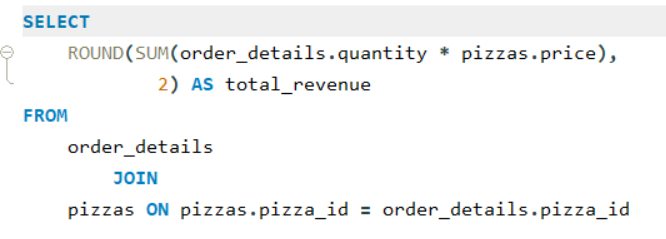 SELECT
ROUND(SUM(order_details.quantity * pizzas.price),
2) AS total_revenue
FROM
order_details
JOIN
pizzas ON pizzas.pizza_id = order_details.pizza_id